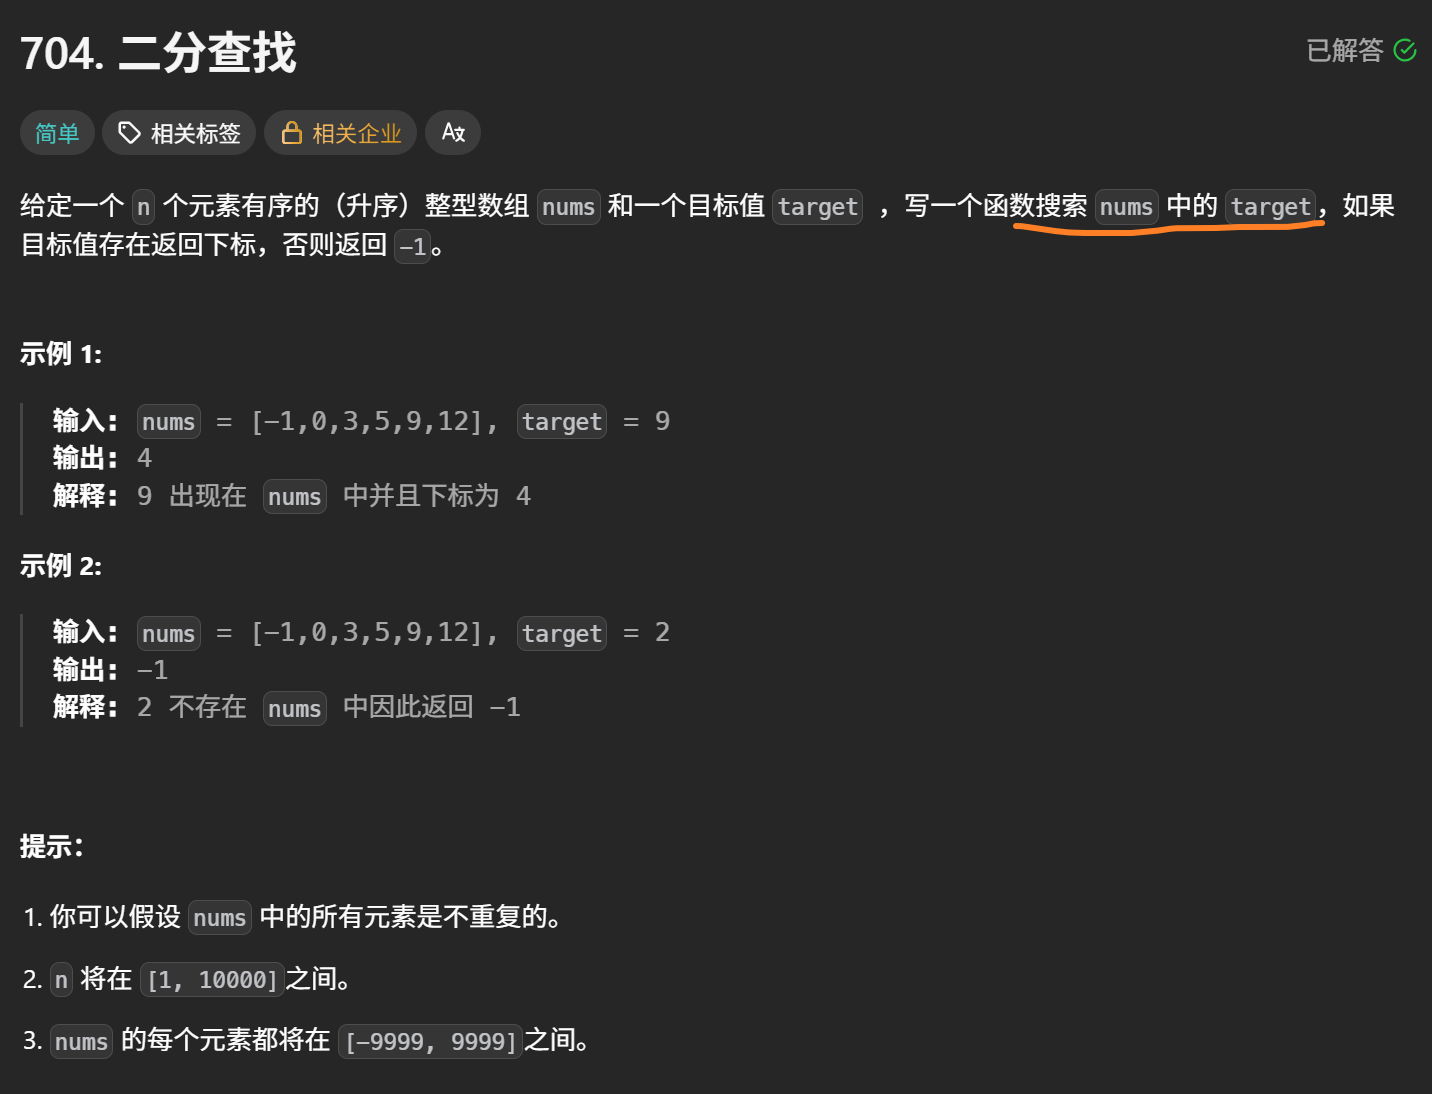 704. 二分查找
已解答
简单 相关标签 相关企业 Aあ
给定一个 n 个元素有序的（升序）整型数组 nums 和一个目标值 target ，写一个函数搜索 nums 中的 target，如果
目标值存在返回下标，否则返回 -1。
示例 1:
输入: nums = [-1,0,3,5,9,12], target = 9
输出: 4
解释: 9 出现在 nums 中并且下标为 4
示例 2:
输入: nums = [-1,0,3,5,9,12], target = 2
输出: -1
解释: 2 不存在 nums 中因此返回 -1
提示：
1. 你可以假设 nums 中的所有元素是不重复的。
2. n 将在 [1, 10000]之间。
3. nums 的每个元素都将在 [-9999, 9999]之间。